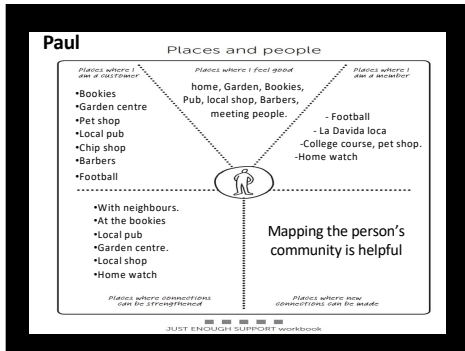 Paul
Places and people
Places where I
am a customer
•Bookies
•Garden centre
•Pet shop
•Local pub
•Chip shop
•Barbers
•Football
Places where I feel good
home, Garden, Bookies,
Pub, local shop, Barbers,
meeting people.
Places where I
am a member
- Football
- La Davida loca
-College course, pet shop.
-Home watch
•With neighbours.
•At the bookies
•Local pub
•Garden centre.
•Local shop
•Home watch
Places where connections
can be strengthened
Mapping the person’s
community is helpful
Places where new
connections can be made
JUST ENOUGH SUPPORT workbook